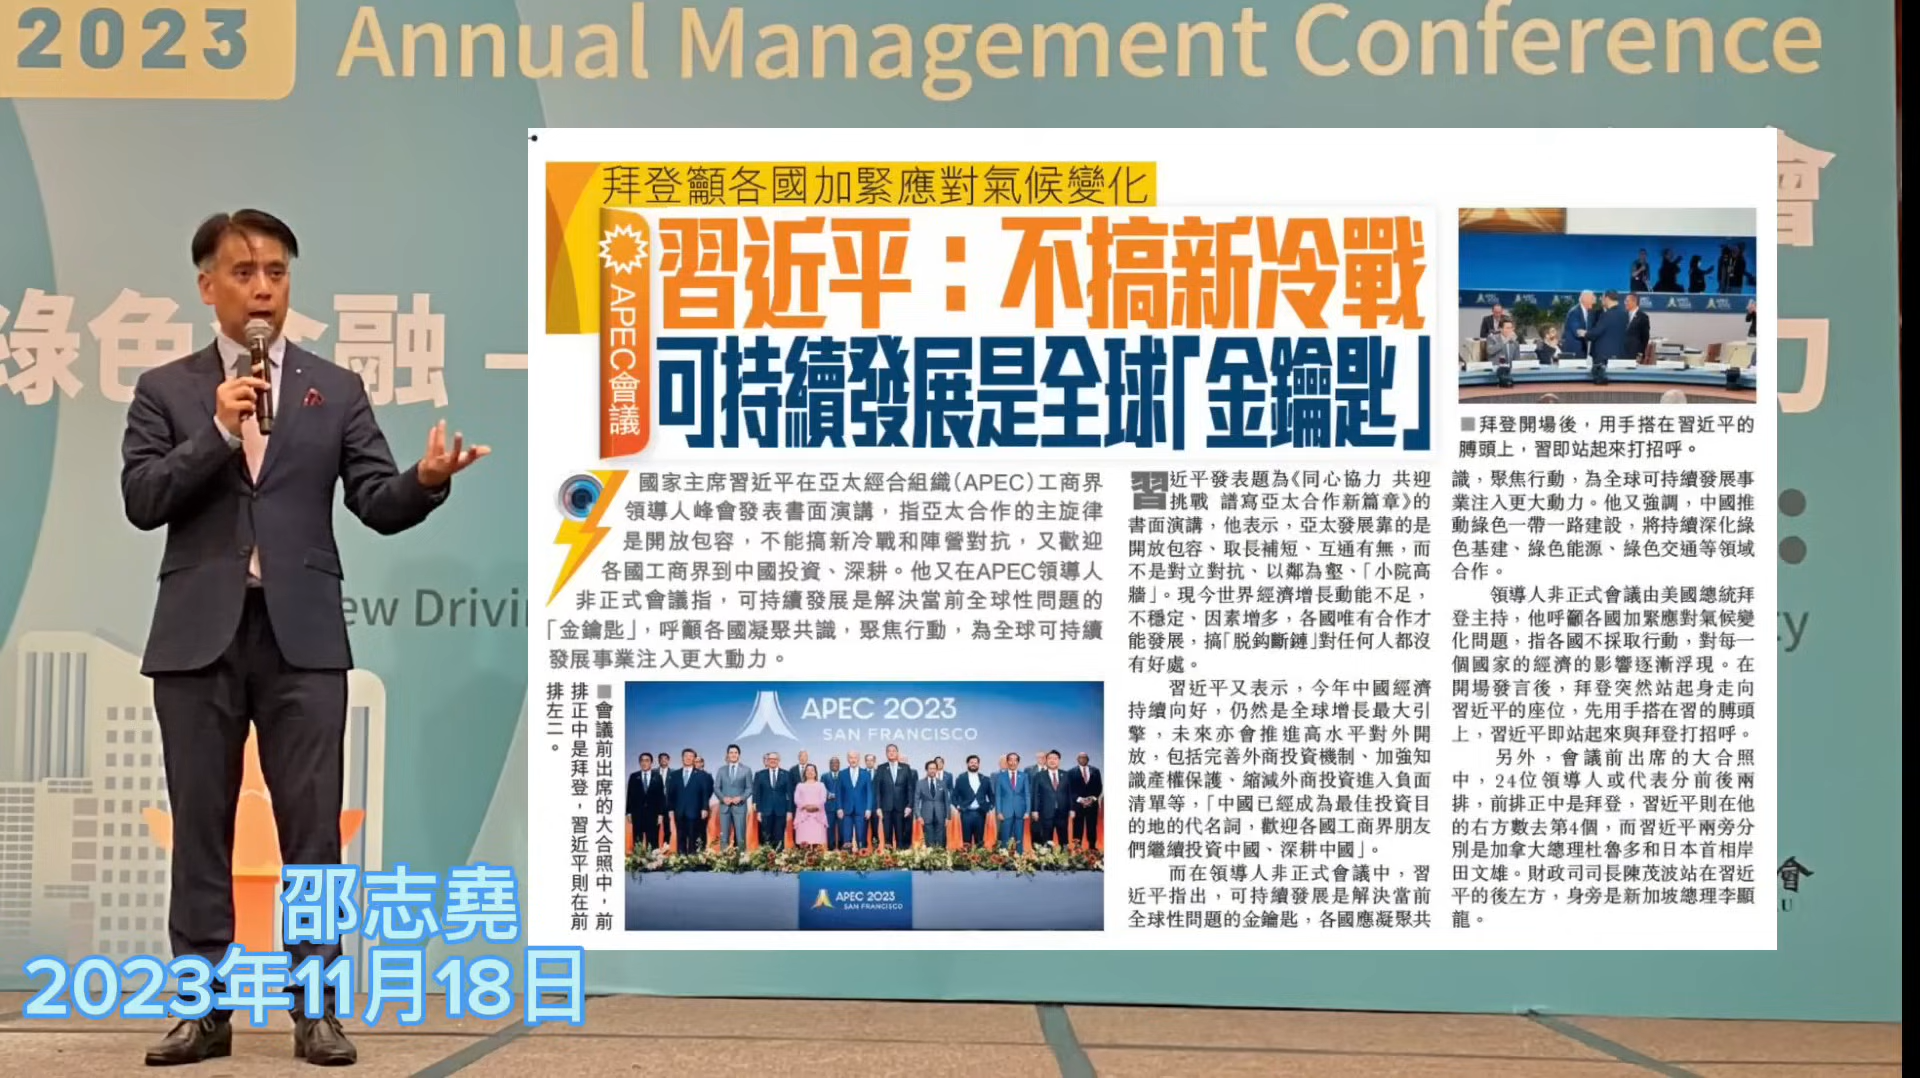 2023
Annual Management Conference
會
綠色金融
力
ew Drivi
ty
會
AU
拜登籲各國加緊應對氣候變化
APEC會議
習近平：不搞新冷戰
可持續發展是全球「金鑰匙」
■拜登開場後，用手搭在習近平的
膊頭上，習即站起來打招呼。
國家主席習近平在亞太經合組織（APEC）工商界
領導人峰會發表書面演講，指亞太合作的主旋律
是開放包容，不能搞新冷戰和陣營對抗，又歡迎
各國工商界到中國投資、深耕。他又在APEC領導人
非正式會議指，可持續發展是解決當前全球性問題的
「金鑰匙」，呼籲各國凝聚共識，聚焦行動，為全球可持續
發展事業注入更大動力。
■會議前出席的大合照中，前
排正中是拜登，習近平則在前
排左二。
APEC 2023
SAN FRANCISCO
APEC 2023
SAN FRANCISCO
習近平發表題為《同心協力 共迎
挑戰 譜寫亞太合作新篇章》的
書面演講，他表示，亞太發展靠的是
開放包容、取長補短、互通有無，而
不是對立對抗、以鄰為壑、「小院高
牆」。現今世界經濟增長動能不足，
不穩定、因素增多，各國唯有合作才
能發展，搞「脱鈎斷鏈」對任何人都沒
有好處。
習近平又表示，今年中國經濟
持續向好，仍然是全球增長最大引
擎，未來亦會推進高水平對外開
放，包括完善外商投資機制、加強知
識產權保護、縮減外商投資進入負面
清單等，「中國已經成為最佳投資目
的地的代名詞，歡迎各國工商界朋友
們繼續投資中國、深耕中國」。
而在領導人非正式會議中，習
近平指出，可持續發展是解決當前
全球性問題的金鑰匙，各國應凝聚共
識，聚焦行動，為全球可持續發展事
業注入更大動力。他又強調，中國推
動綠色一帶一路建設，將持續深化綠
色基建、綠色能源、綠色交通等領域
合作。
領導人非正式會議由美國總統拜
登主持，他呼籲各國加緊應對氣候變
化問題，指各國不採取行動，對每一
個國家的經濟的影響逐漸浮現。在
開場發言後，拜登突然站起身走向
習近平的座位，先用手搭在習的膊頭
上，習近平即站起來與拜登打招呼。
另外，會議前出席的大合照
中，24位領導人或代表分前後兩
排，前排正中是拜登，習近平則在他
的右方數去第4個，而習近平兩旁分
別是加拿大總理杜魯多和日本首相岸
田文雄。財政司司長陳茂波站在習近
平的後左方，身旁是新加坡總理李顯
龍。
邵志堯
2023年11月18日